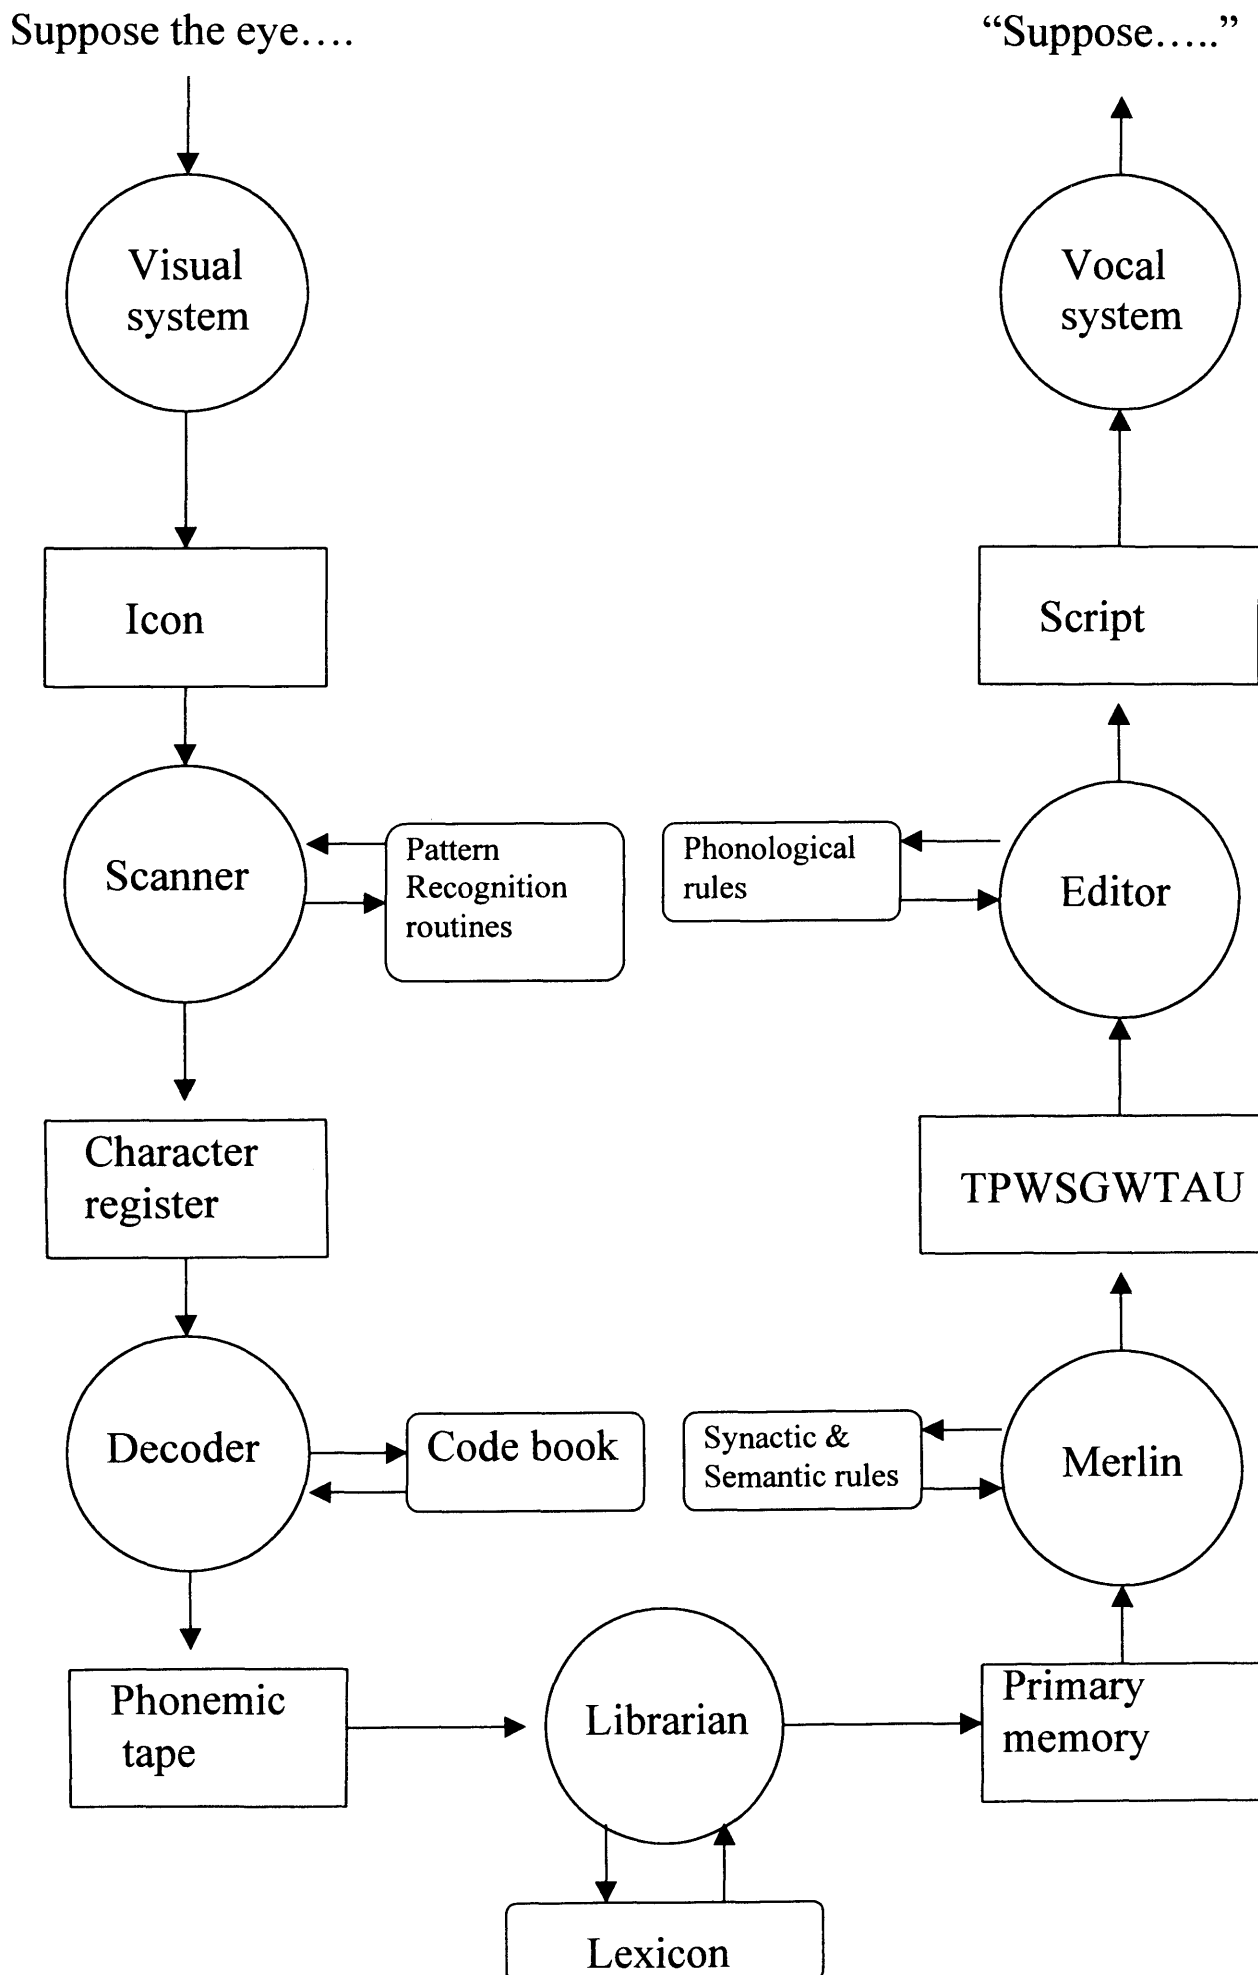 Suppose the eye….
“Suppose…..”
Visual
system
Vocal
system
Icon
Script
Scanner
Pattern
Recognition
routines
Phonological
rules
Editor
Character
register
TPWSGWTAU
Decoder
Code book
Synactic &
Semantic rules
Merlin
Phonemic
tape
Librarian
Primary
memory
Lexicon